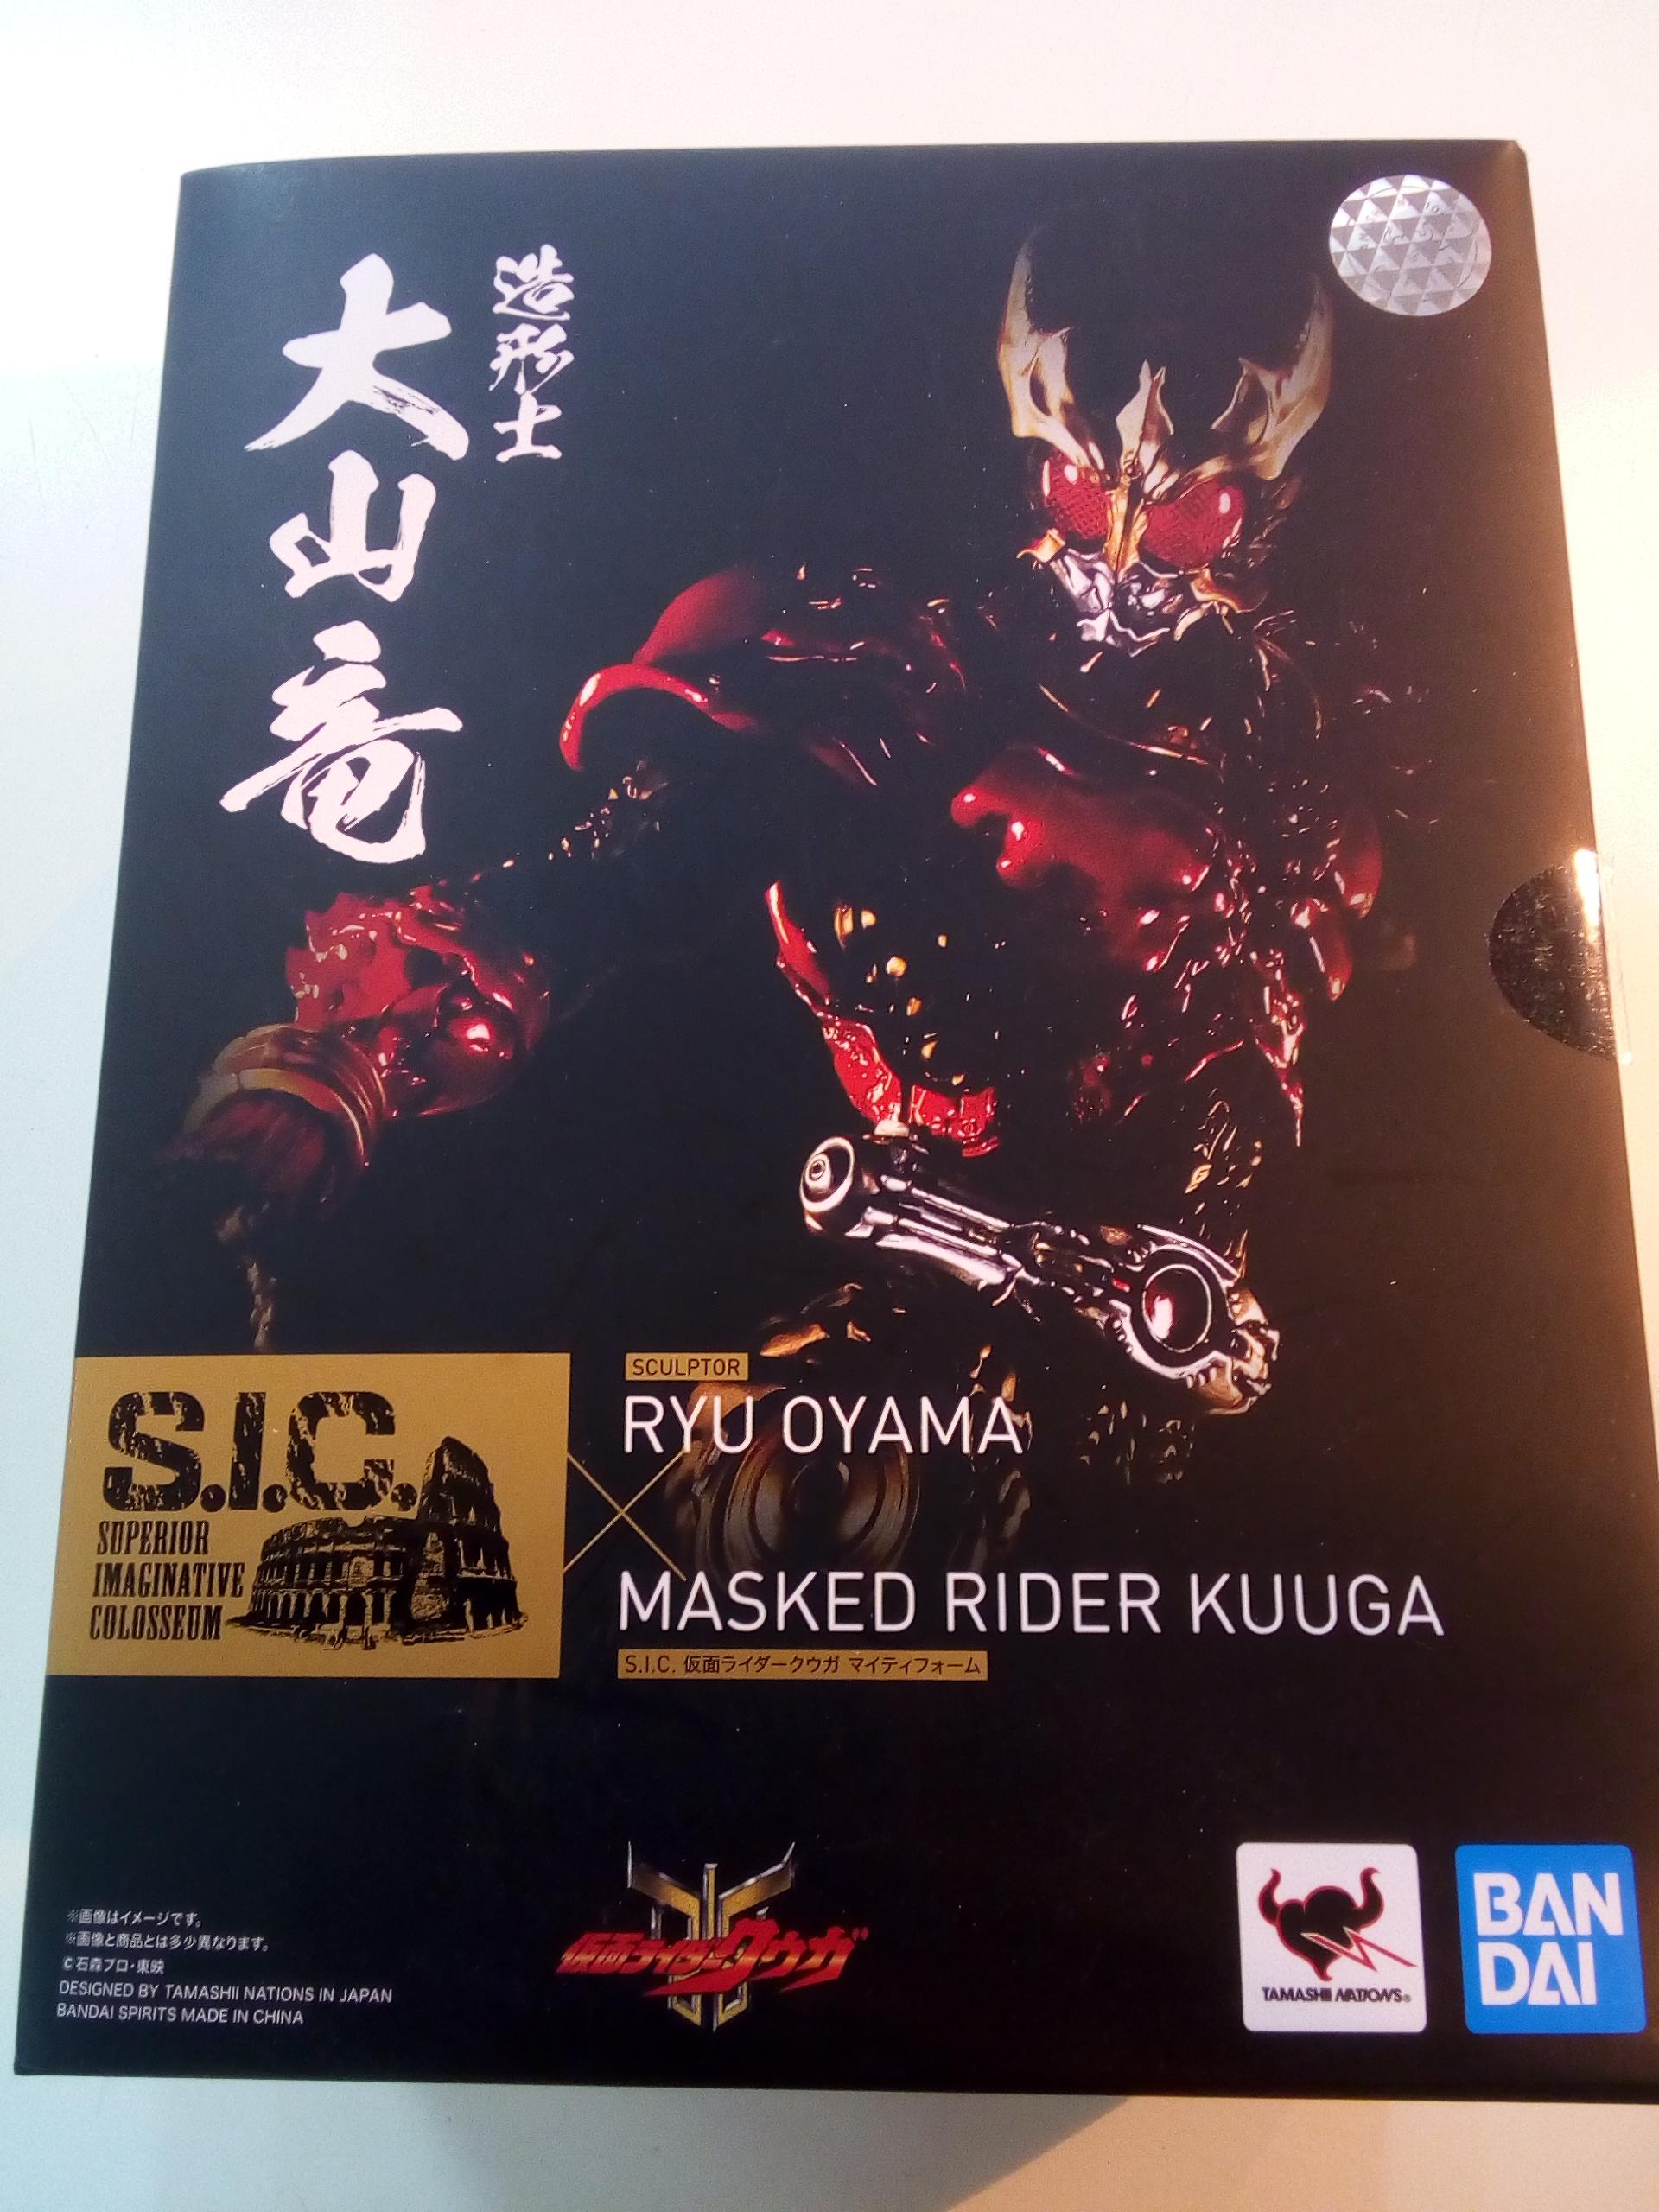 造形士
大山竜
S.I.C.
SUPERIOR
IMAGINATIVE
COLOSSEUM
SCULPTOR
RYU OYAMA
MASKED RIDER KUUGA
S.I.C. 仮面ライダークウガ マイティフォーム
※画像はイメージです。
※画像と商品とは多少異なります。
©石森プロ・東映
DESIGNED BY TAMASHII NATIONS IN JAPAN
BANDAI SPIRITS MADE IN CHINA
仮面ライダークウガ
TAMASHII NATIONS®
BAN
DAI